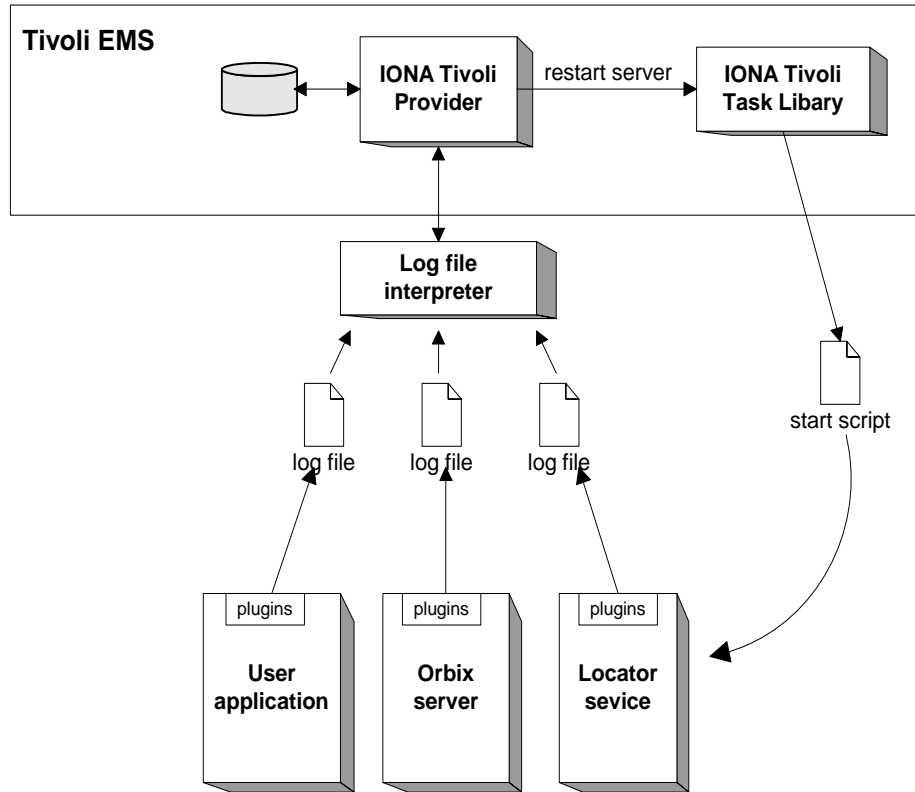 Tivoli EMS
IONA Tivoli
Provider
restart server
IONA Tivoli
Task Libary
Log file
interpreter
start script
log file
log file
log file
plugins
plugins
plugins
User
application
Orbix
server
Locator
sevice